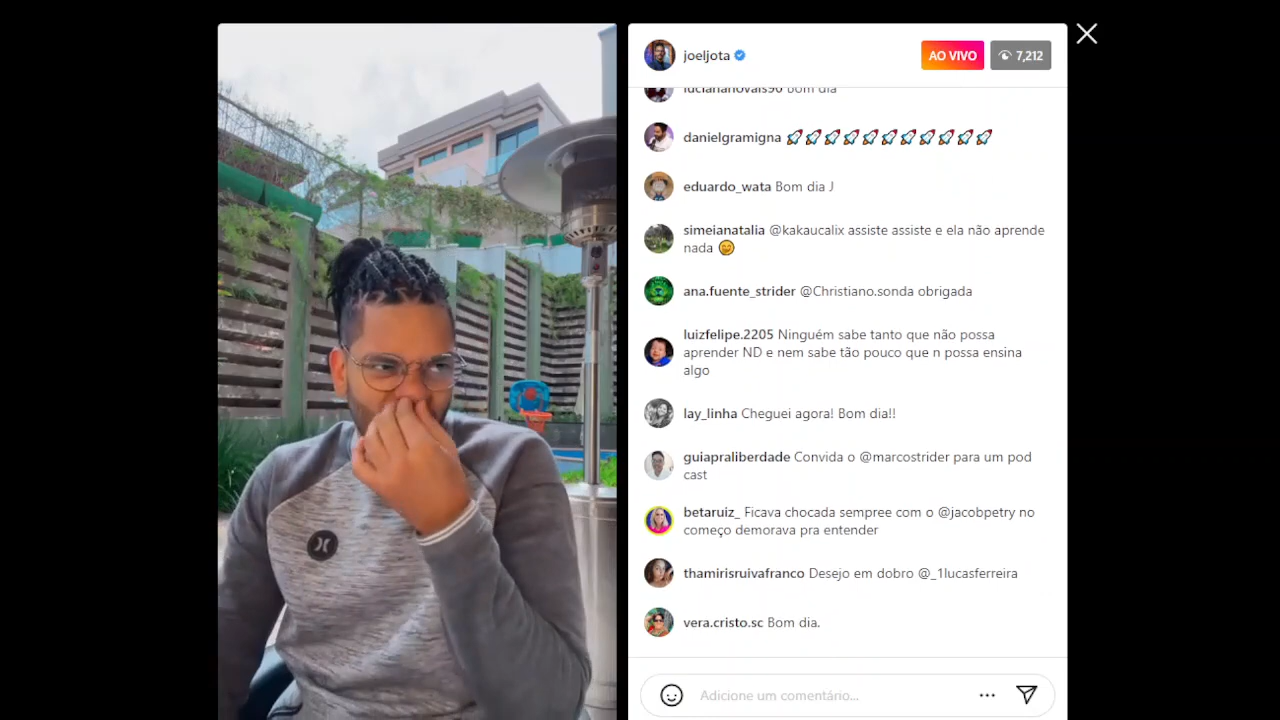 joeljota
AO VIVO
7,212
luciananovais90 bom dia
danielgramigna 🚀🚀🚀🚀🚀🚀🚀🚀🚀🚀🚀
eduardo_wata Bom dia J
simeianatalia @kakaucalix assiste assiste e ela não aprende
nada 😅
ana.fuente_strider @Christiano.sonda obrigada
luizfelipe.2205 Ninguém sabe tanto que não possa
aprender ND e nem sabe tão pouco que n possa ensina
algo
lay_linha Cheguei agora! Bom dia!!
guiapraliberdade Convida o @marcostrider para um pod
cast
betaruiz_ Ficava chocada sempree com o @jacobpetry no
começo demorava pra entender
thamirisruivafranco Desejo em dobro @_1lucasferreira
vera.cristo.sc Bom dia.
Adicione um comentário...